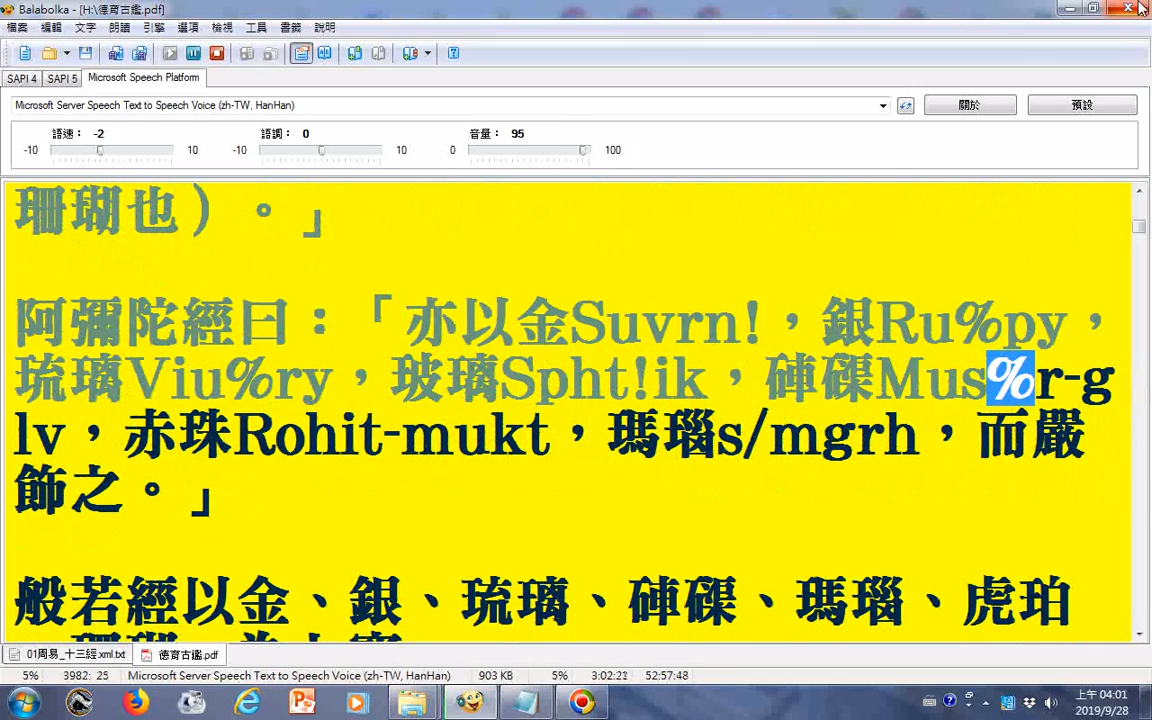 Balabolka - [H:\德育古鑑.pdf]
檔案 編輯 文字 朗讀 引擎 選項 檢視 工具 書籤 說明
SAPI 4 SAPI 5 Microsoft Speech Platform
Microsoft Server Speech Text to Speech Voice (zh-TW, HanHan) 關於 預設
語速： -2 語調： 0 音量： 95
-10 10 -10 10 0 100
珊瑚也）。」
阿彌陀經曰：「亦以金Suvrn!，銀Ru%py，
琉璃Viu%ry，玻璃Spht!ik，硨磲Mus%r-g
lv，赤珠Rohit-mukt，瑪瑙s/mgrh，而嚴
飾之。」
般若經以金、銀、琉璃、硨磲、瑪瑙、虎珀
01周易_十三經.xml.txt 德育古鑑.pdf
5% 3982: 25 Microsoft Server Speech Text to Speech Voice (zh-TW, HanHan) 903 KB 5% 3:02:21 52:57:48
上午 04:01
2019/9/28